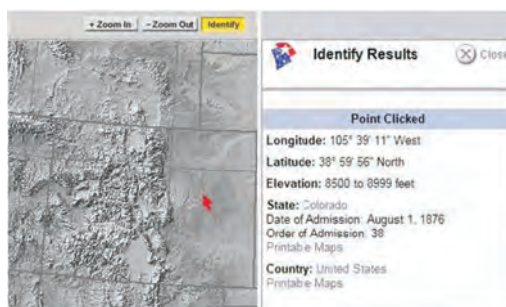 + Zoom In
- Zoom Out
Identify
Identify Results
Close
Point Clicked
Longitude: 105° 39' 11" West
Latitude: 38° 59' 56" North
Elevation: 8500 to 8999 feet
State: Colorado
Date of Admission: August 1, 1876
Order of Admission: 38
Printable Maps
Country: United States
Printable Maps